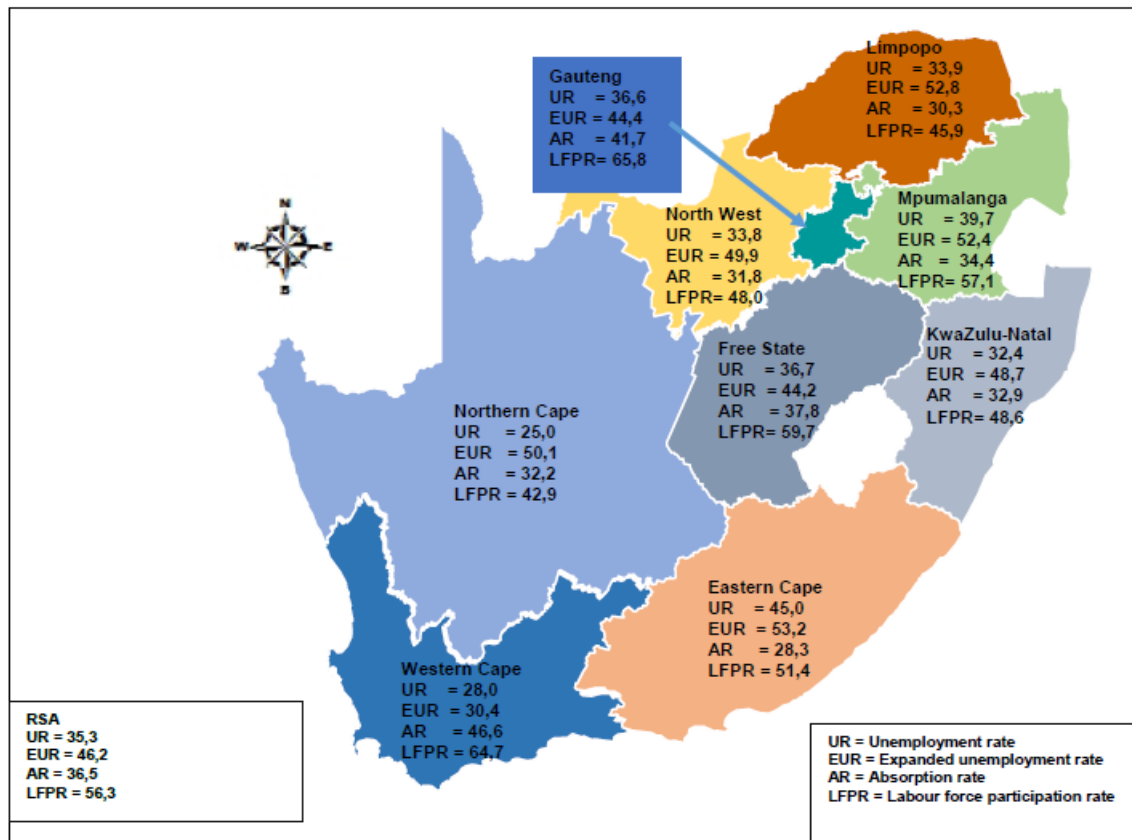 Limpopo
UR = 33,9
EUR = 52,8
AR = 30,3
LFPR= 45,9
Gauteng
UR = 36,6
EUR = 44,4
AR = 41,7
LFPR= 65,8
Mpumalanga
UR = 39,7
EUR = 52,4
AR = 34,4
LFPR= 57,1
North West
UR = 33,8
EUR = 49,9
AR = 31,8
LFPR= 48,0
N
W E
S
KwaZulu-Natal
UR = 32,4
EUR = 48,7
AR = 32,9
LFPR= 48,6
Free State
UR = 36,7
EUR = 44,2
AR = 37,8
LFPR= 59,7
Northern Cape
UR = 25,0
EUR = 50,1
AR = 32,2
LFPR = 42,9
Eastern Cape
UR = 45,0
EUR = 53,2
AR = 28,3
LFPR= 51,4
Western Cape
UR = 28,0
EUR = 30,4
AR = 46,6
LFPR = 64,7
RSA
UR = 35,3
EUR = 46,2
AR = 36,5
LFPR = 56,3
UR = Unemployment rate
EUR = Expanded unemployment rate
AR = Absorption rate
LFPR = Labour force participation rate